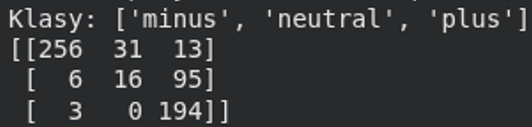 Klasy: ['minus', 'neutral', 'plus']
[[256 31 13]
[ 6 16 95]
[ 3 0 194]]